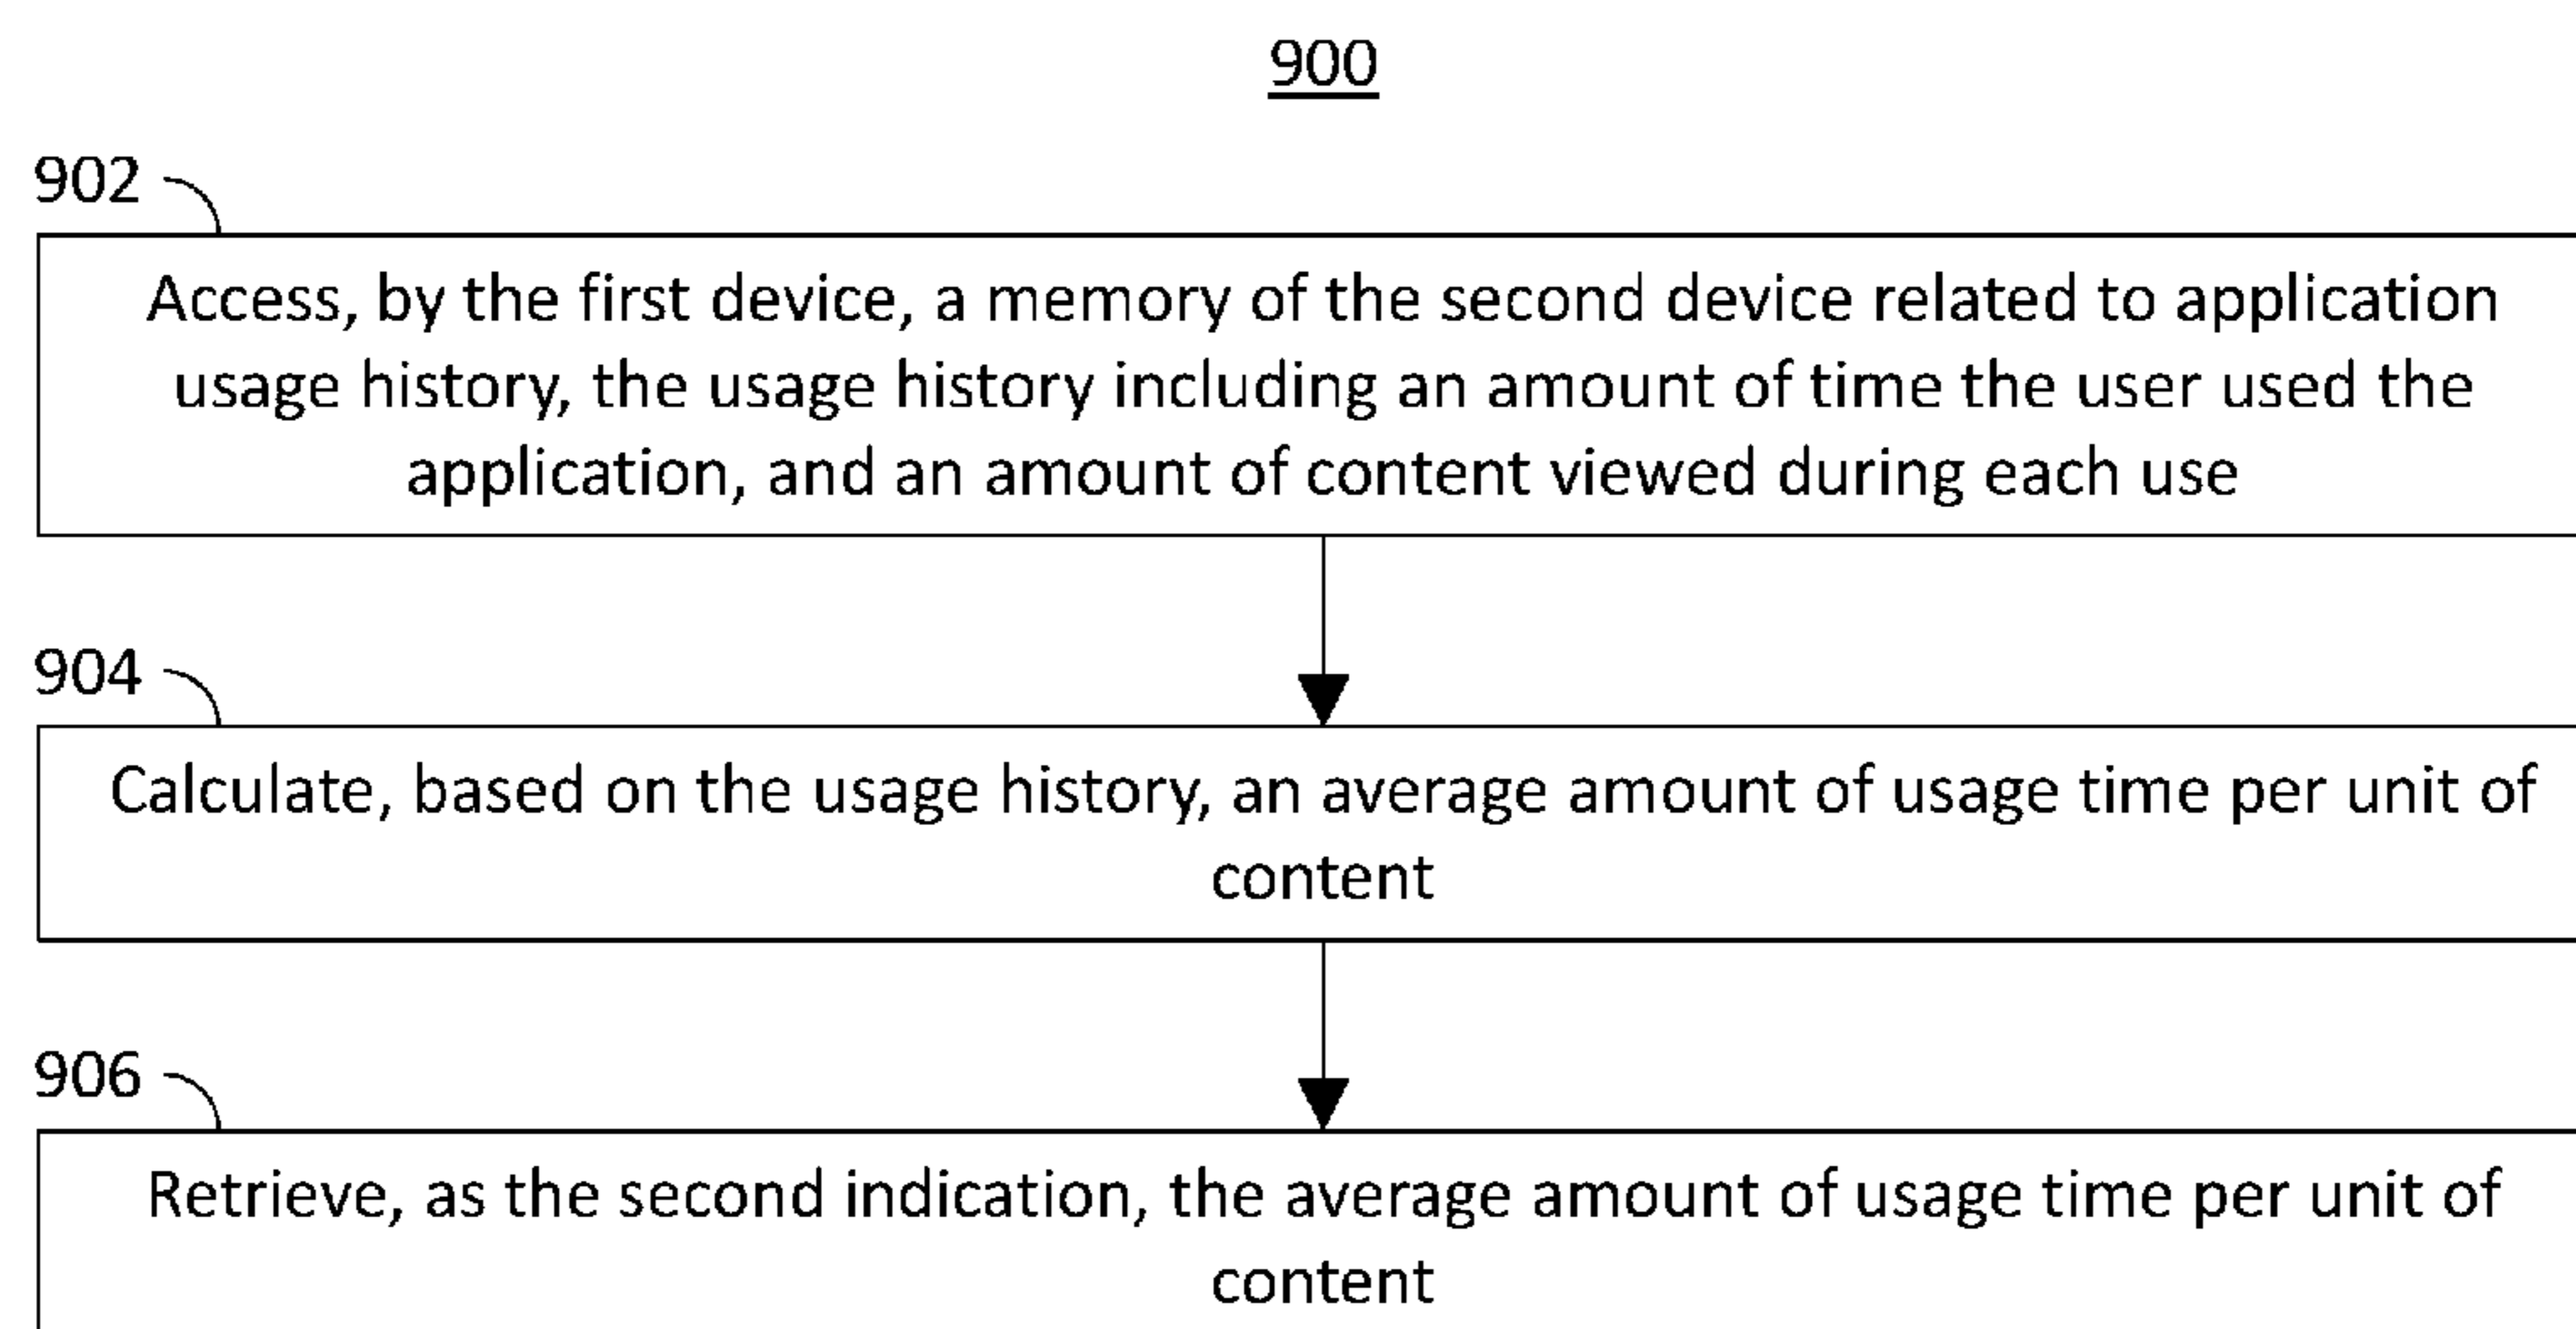 900
902
Access, by the first device, a memory of the second device related to application
usage history, the usage history including an amount of time the user used the
application, and an amount of content viewed during each use
904
Calculate, based on the usage history, an average amount of usage time per unit of
content
906
Retrieve, as the second indication, the average amount of usage time per unit of
content